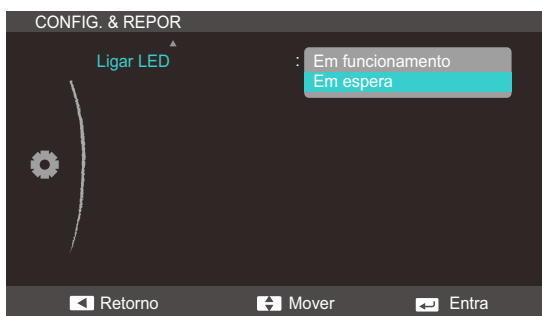 CONFIG. & REPOR
Ligar LED : Em funcionamento
Em espera
Retorno Mover Entra